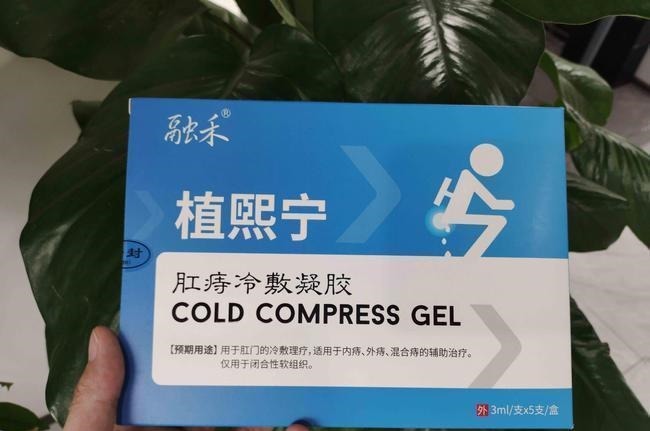 融禾®
植熙宁
封
肛痔冷敷凝胶
COLD COMPRESS GEL
【预期用途】用于肛门的冷敷理疗,适用于内痔、外痔、混合痔的辅助治疗。
仅用于闭合性软组织。
外 3ml/支x5支/盒